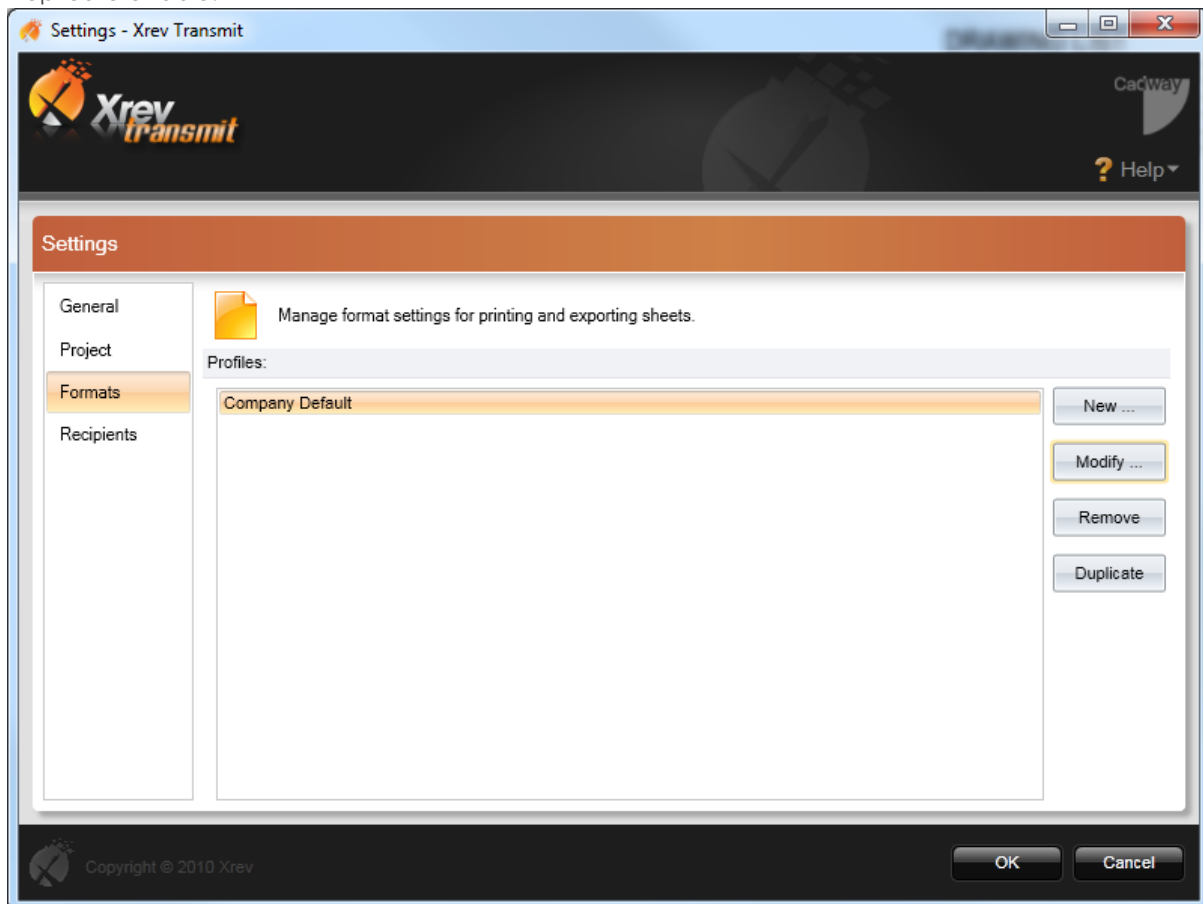 Settings - Xrev Transmit
Xrev
transmit
Cadway
? Help
Settings
General
Project
Formats
Recipients
Manage format settings for printing and exporting sheets.
Profiles:
Company Default
New ...
Modify ...
Remove
Duplicate
Copyright © 2010 Xrev
OK
Cancel